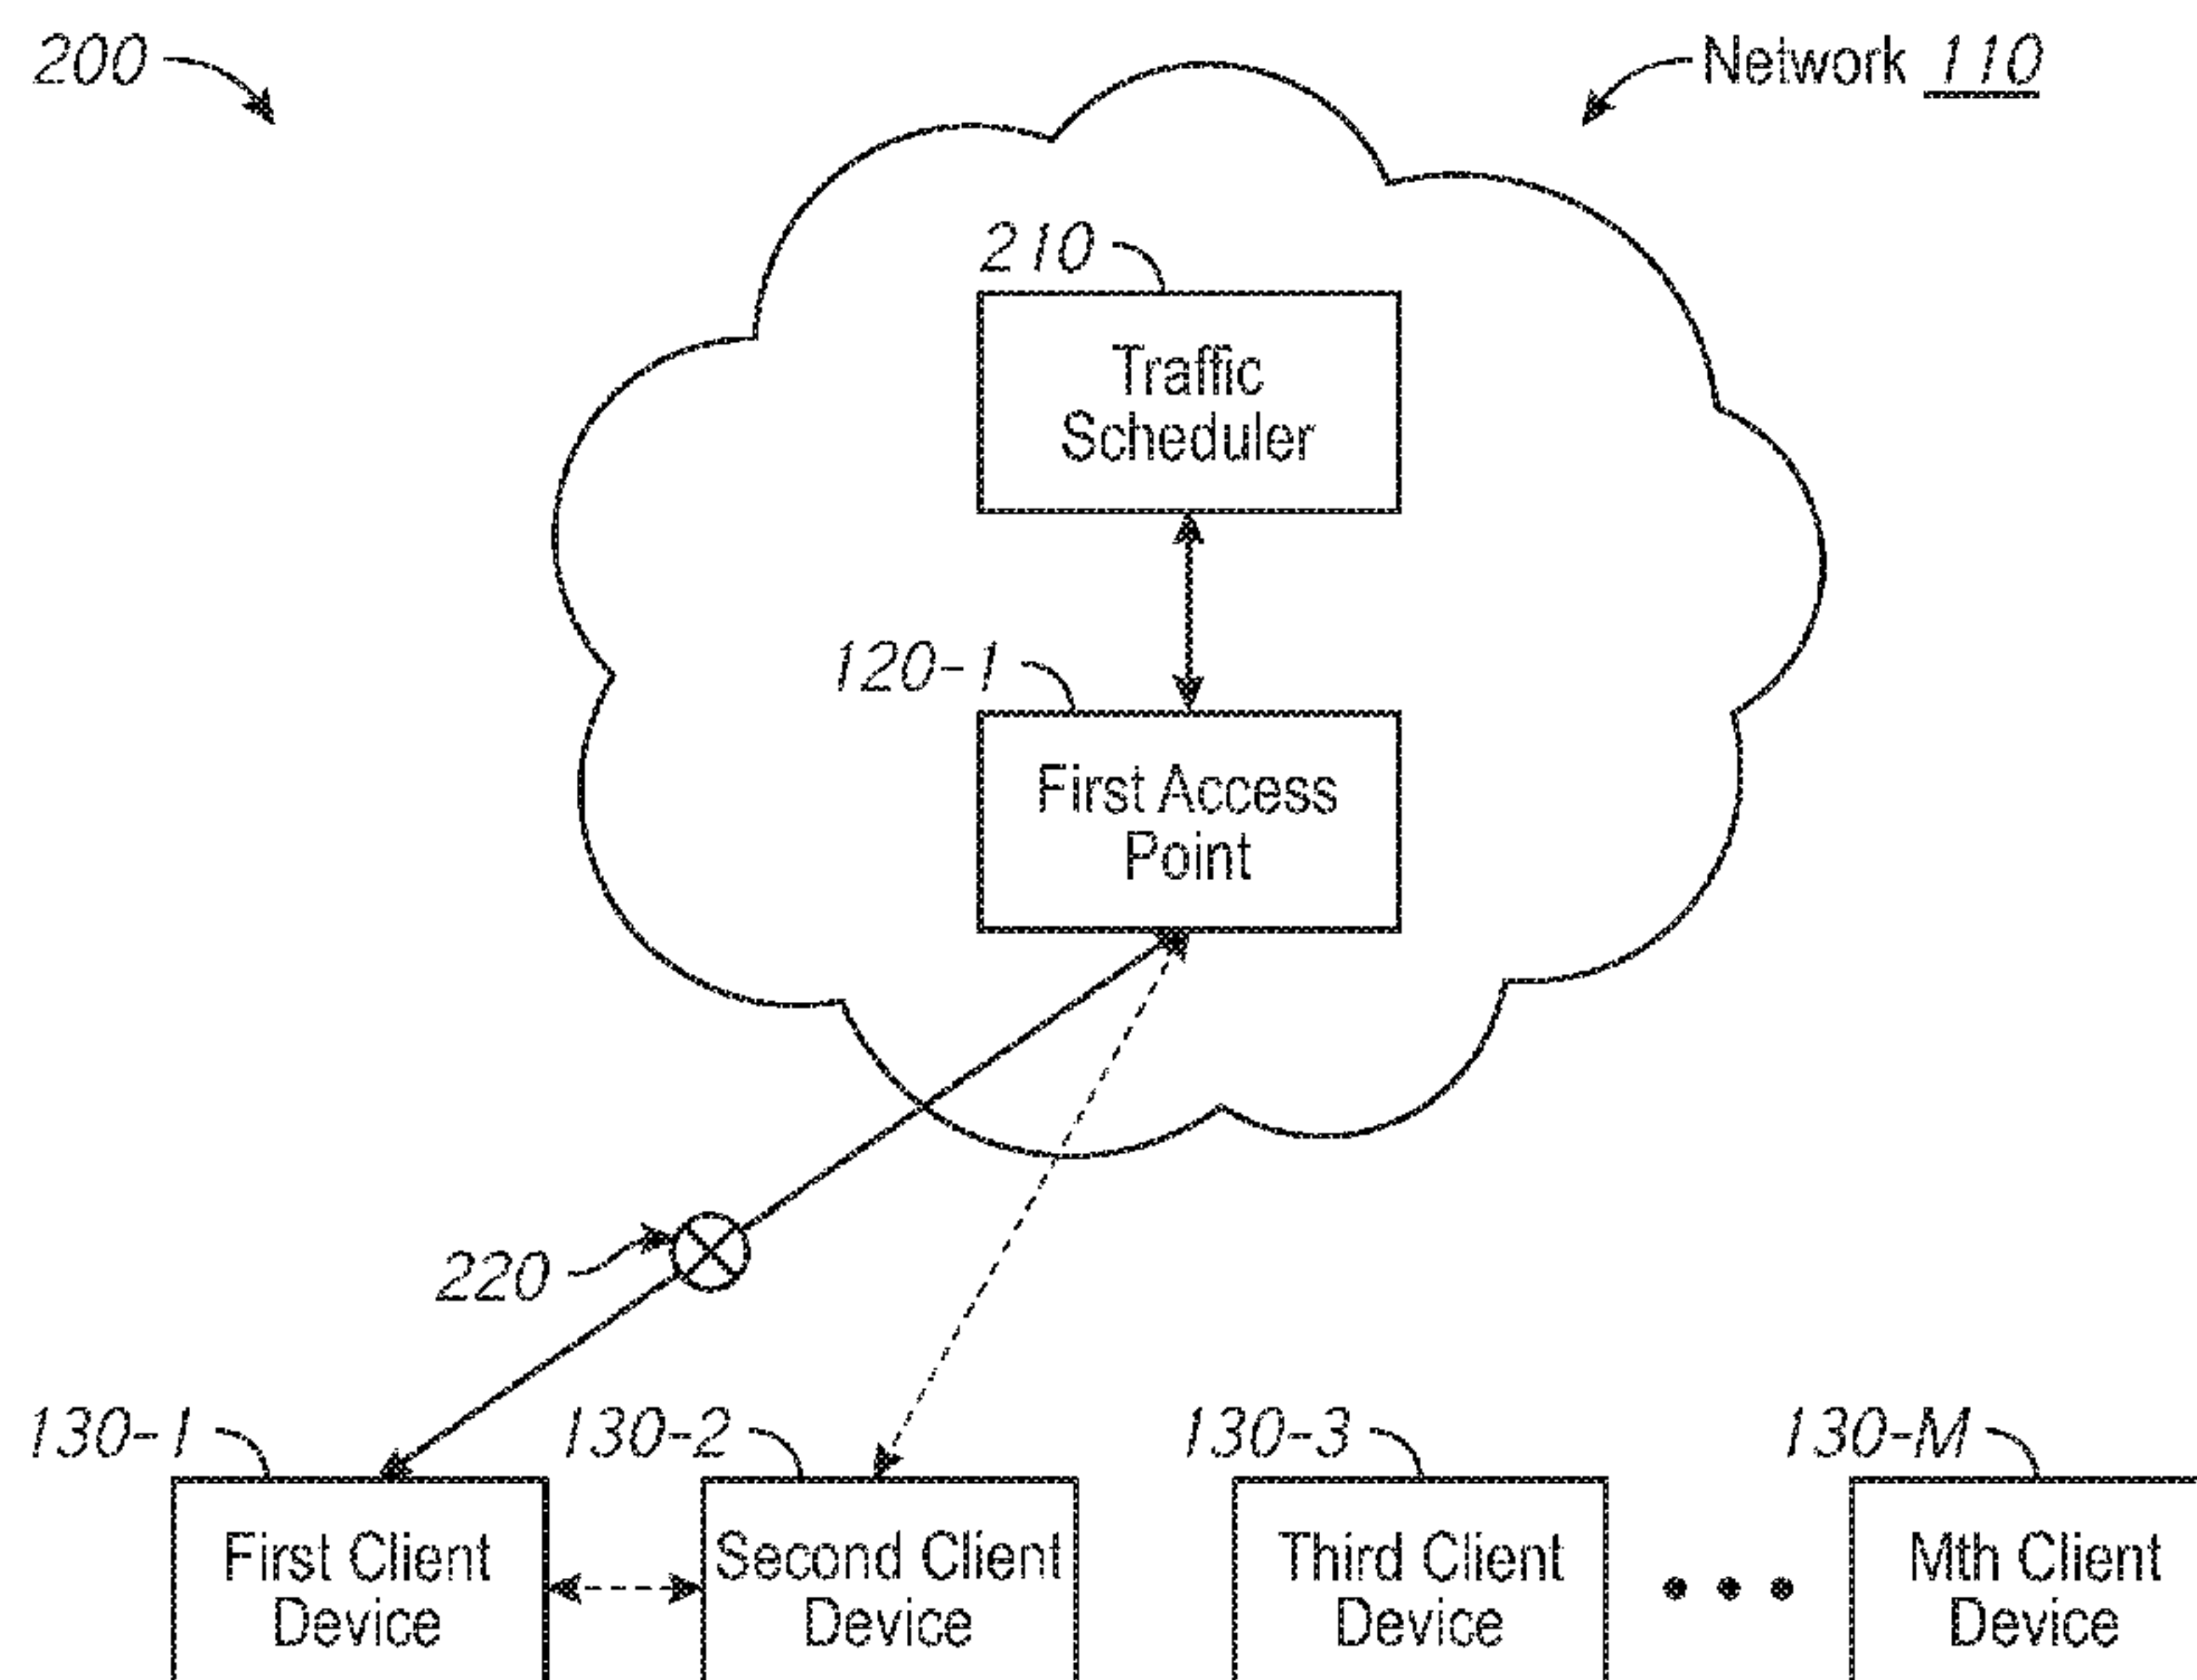 200
Network 110
210
Traffic
Scheduler
120-1
First Access
Point
220
130-1
130-2
130-3
130-M
First Client
Device
Second Client
Device
Third Client
Device
Mth Client
Device